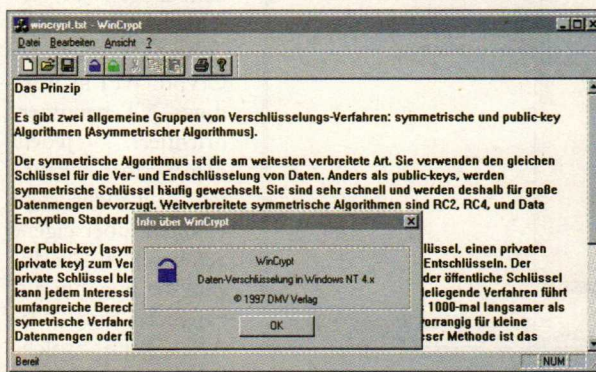 wincrypt.txt - WinCrypt
Datei Bearbeiten Ansicht ?
Das Prinzip
Es gibt zwei allgemeine Gruppen von Verschlüsselungs-Verfahren: symmetrische und public-key
Algorithmen (Asymmetrischer Algorithmus).
Der symmetrische Algorithmus ist die am weitesten verbreitete Art. Sie verwenden den gleichen
Schlüssel für die Ver- und Endschlüsselung von Daten. Anders als public-keys, werden
symmetrische Schlüssel häufig gewechselt. Sie sind sehr schnell und werden deshalb für große
Datenmengen bevorzugt. Weitverbreitete symmetrische Algorithmen sind RC2, RC4, und Data
Encryption Standard
Der Public-key (asym lüssel, einen privaten
(private key) zum Ver Entschlüsseln. Der
private Schlüssel ble der öffentliche Schlüssel
kann jedem Interessi deliegende Verfahren führt
umfangreiche Berech 1000-mal langsamer als
symetrische Verfahre vorrangig für kleine
Datenmengen oder fi eser Methode ist das
Info über WinCrypt
WinCrypt
Daten-Verschlüsselung in Windows NT 4.x
© 1997 DMV Verlag
OK
Bereit NUM